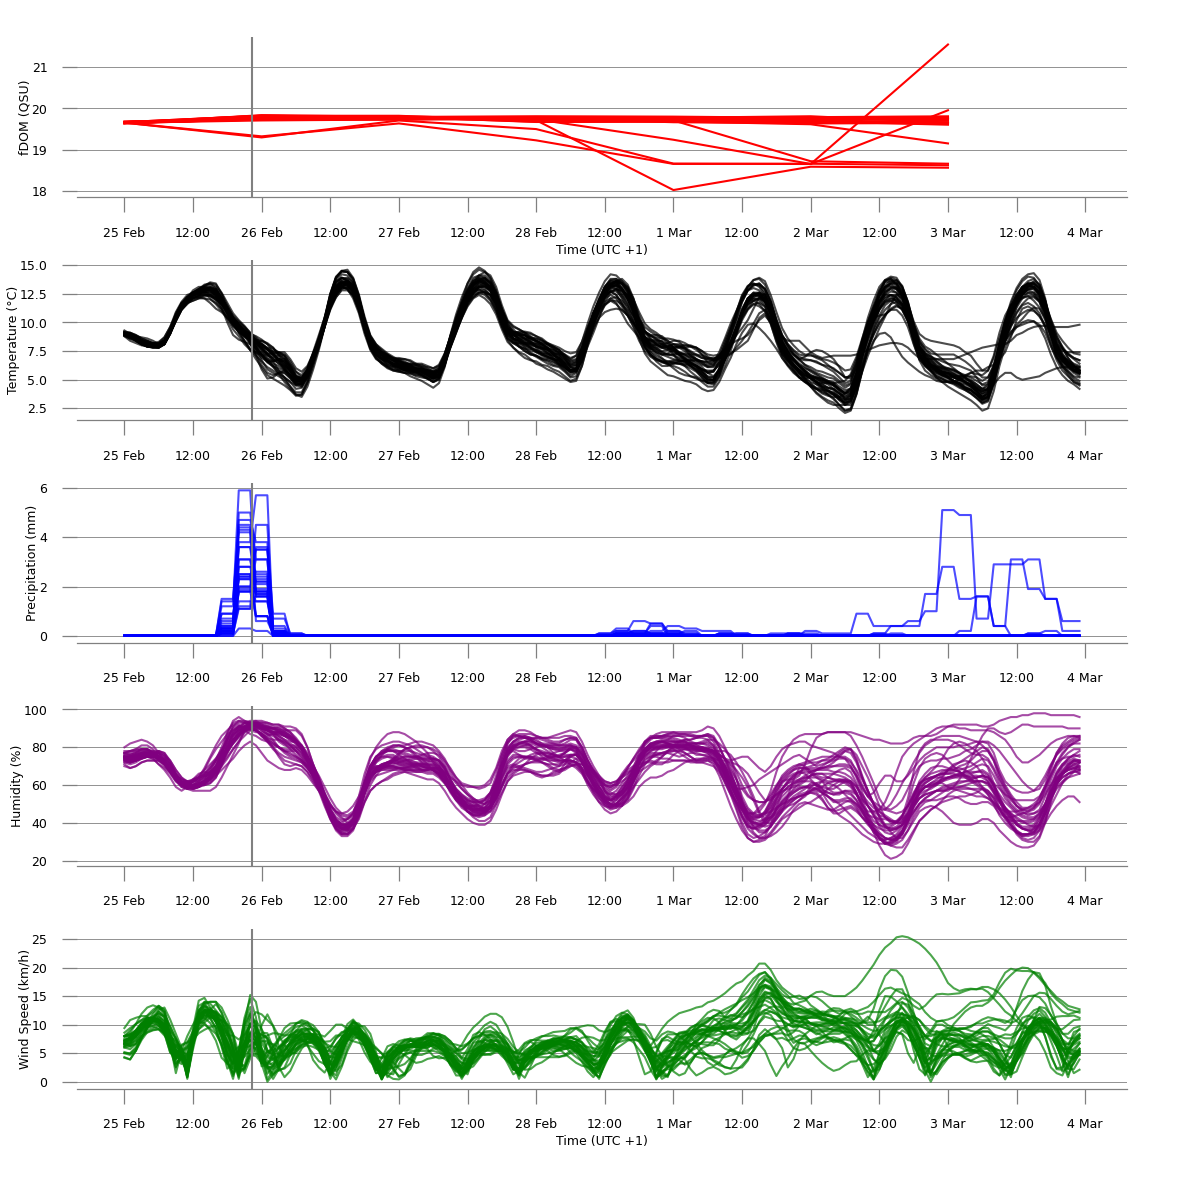 21
20
19
18
fDOM (QSU)
25 Feb 12:00 26 Feb 12:00 27 Feb 12:00 28 Feb 12:00 1 Mar 12:00 2 Mar 12:00 3 Mar 12:00 4 Mar
Time (UTC +1)
15.0
12.5
10.0
7.5
5.0
2.5
Temperature (°C)
25 Feb 12:00 26 Feb 12:00 27 Feb 12:00 28 Feb 12:00 1 Mar 12:00 2 Mar 12:00 3 Mar 12:00 4 Mar
6
4
2
0
Precipitation (mm)
25 Feb 12:00 26 Feb 12:00 27 Feb 12:00 28 Feb 12:00 1 Mar 12:00 2 Mar 12:00 3 Mar 12:00 4 Mar
100
80
60
40
20
Humidity (%)
25 Feb 12:00 26 Feb 12:00 27 Feb 12:00 28 Feb 12:00 1 Mar 12:00 2 Mar 12:00 3 Mar 12:00 4 Mar
25
20
15
10
5
0
Wind Speed (km/h)
25 Feb 12:00 26 Feb 12:00 27 Feb 12:00 28 Feb 12:00 1 Mar 12:00 2 Mar 12:00 3 Mar 12:00 4 Mar
Time (UTC +1)